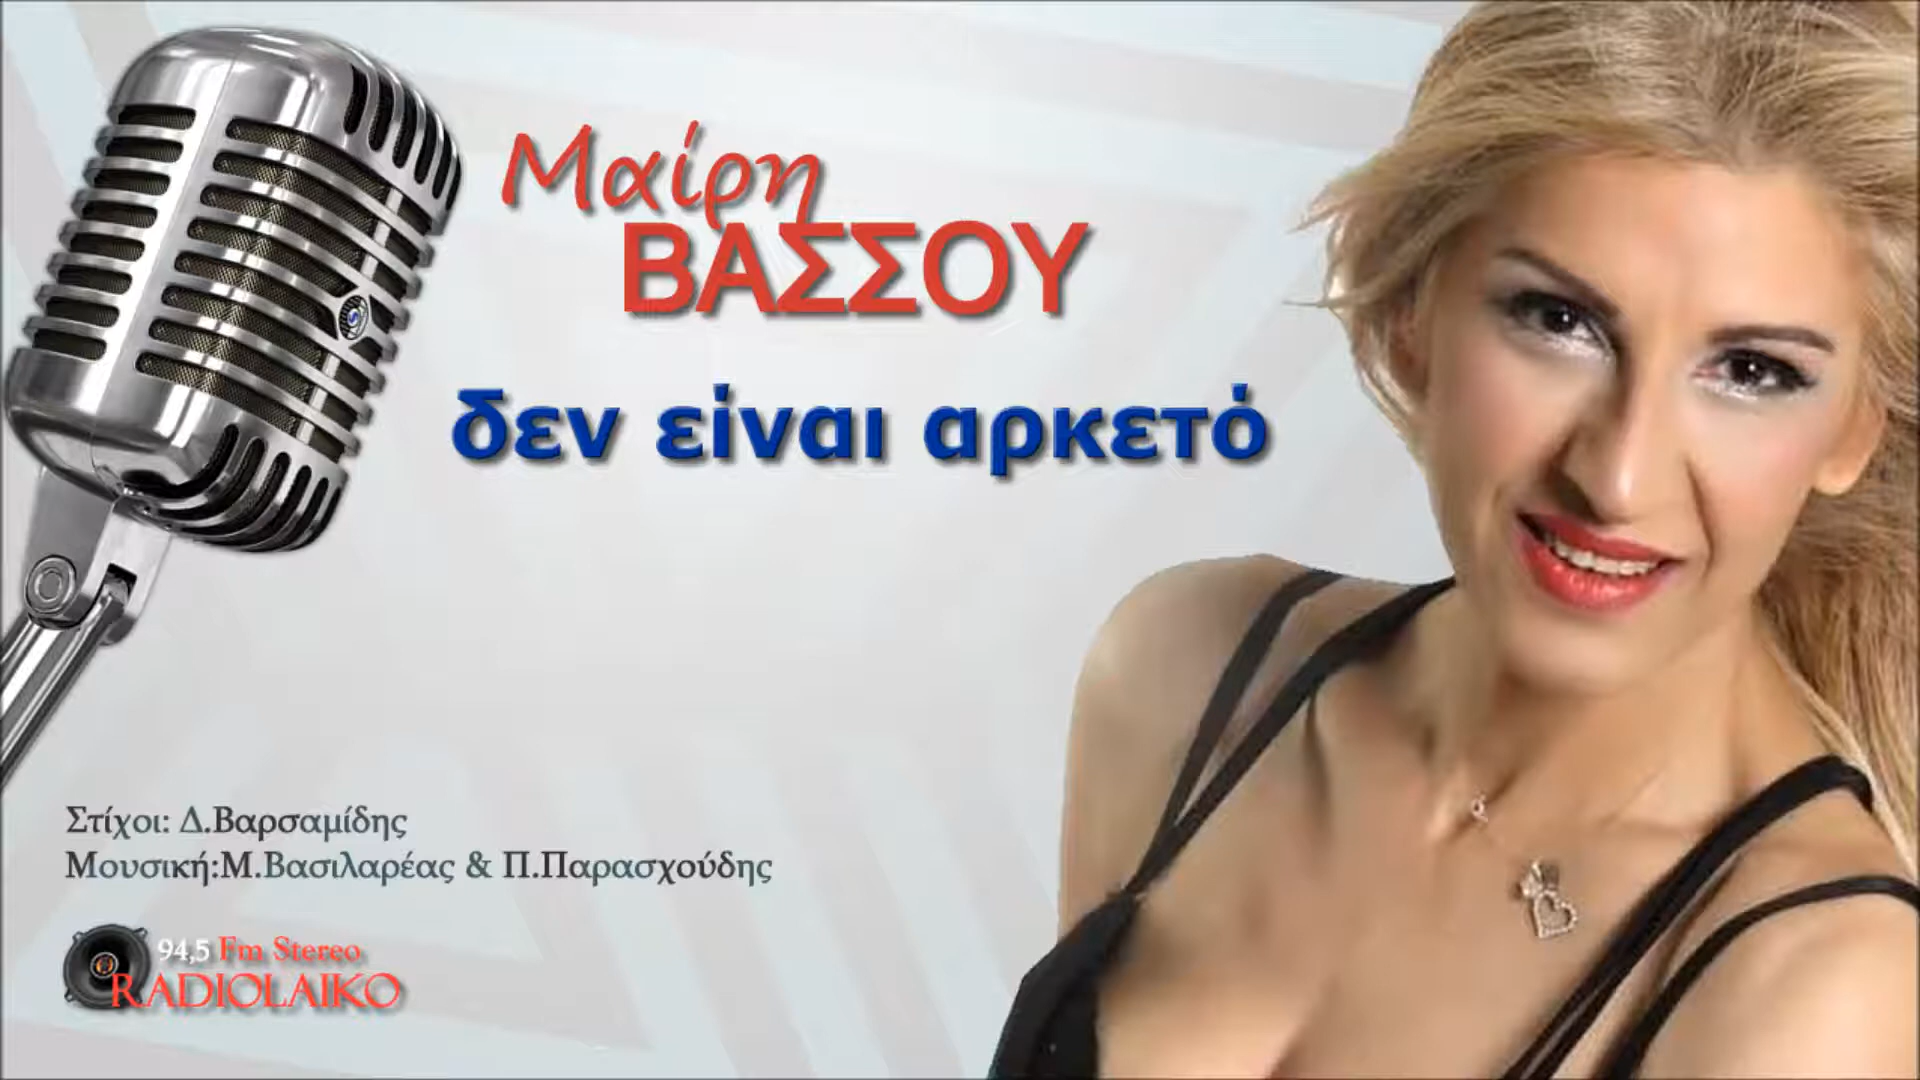 Μαίρη
ΒΑΣΣΟΥ
δεν είναι αρκετό
Στίχοι: Δ.Βαρσαμίδης
Μουσική:Μ.Βασιλαρέας & Π.Παρασχούδης
94,5 Fm Stereo
RADIOLAIKO